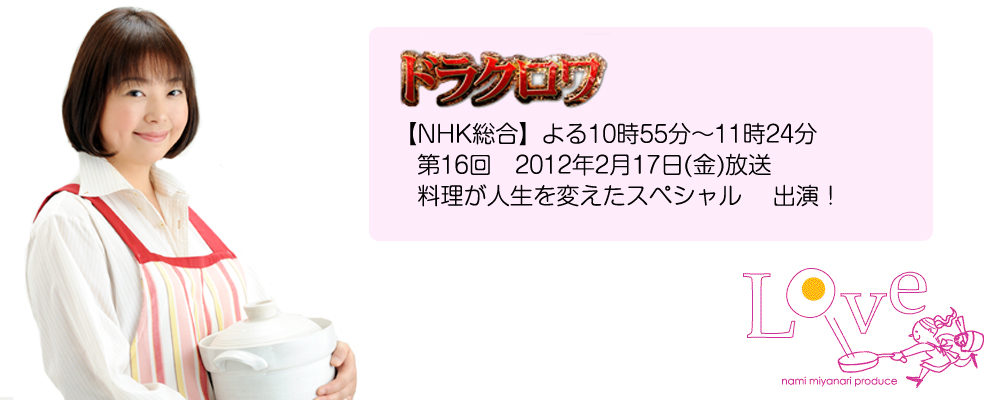 ドラクロワ
【NHK総合】よる10時55分～11時24分
第16回　2012年2月17日(金)放送
料理が人生を変えたスペシャル　出演！
Love
nami miyanari produce